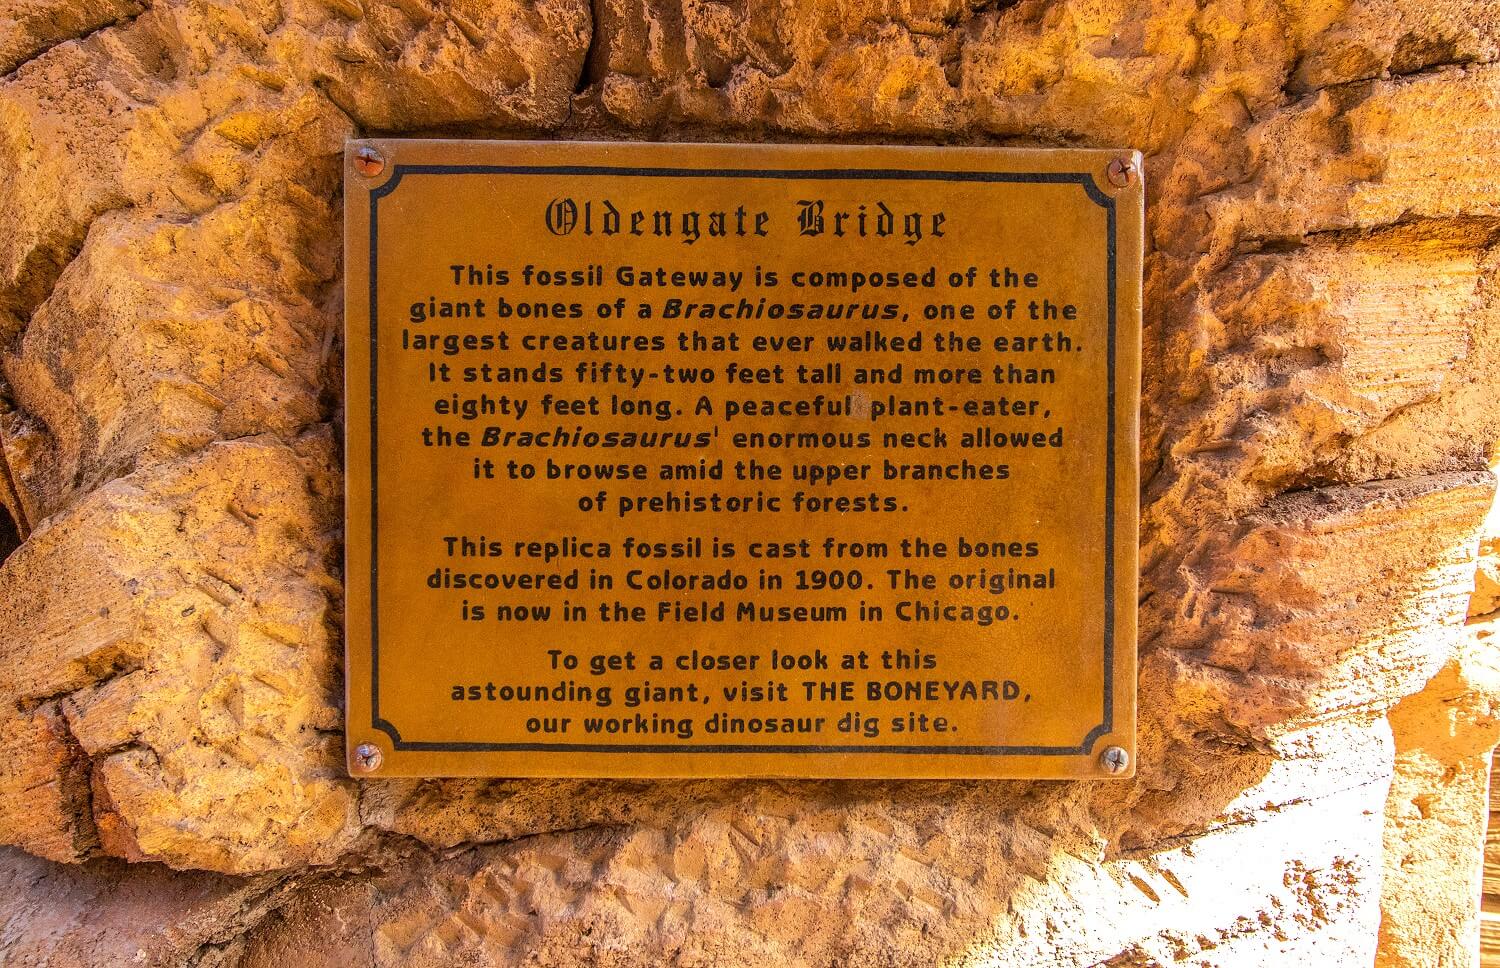 Oldengate Bridge
This fossil Gateway is composed of the
giant bones of a Brachiosaurus, one of the
largest creatures that ever walked the earth.
It stands fifty-two feet tall and more than
eighty feet long. A peaceful plant-eater,
the Brachiosaurus' enormous neck allowed
it to browse amid the upper branches
of prehistoric forests.
This replica fossil is cast from the bones
discovered in Colorado in 1900. The original
is now in the Field Museum in Chicago.
To get a closer look at this
astounding giant, visit THE BONEYARD,
our working dinosaur dig site.